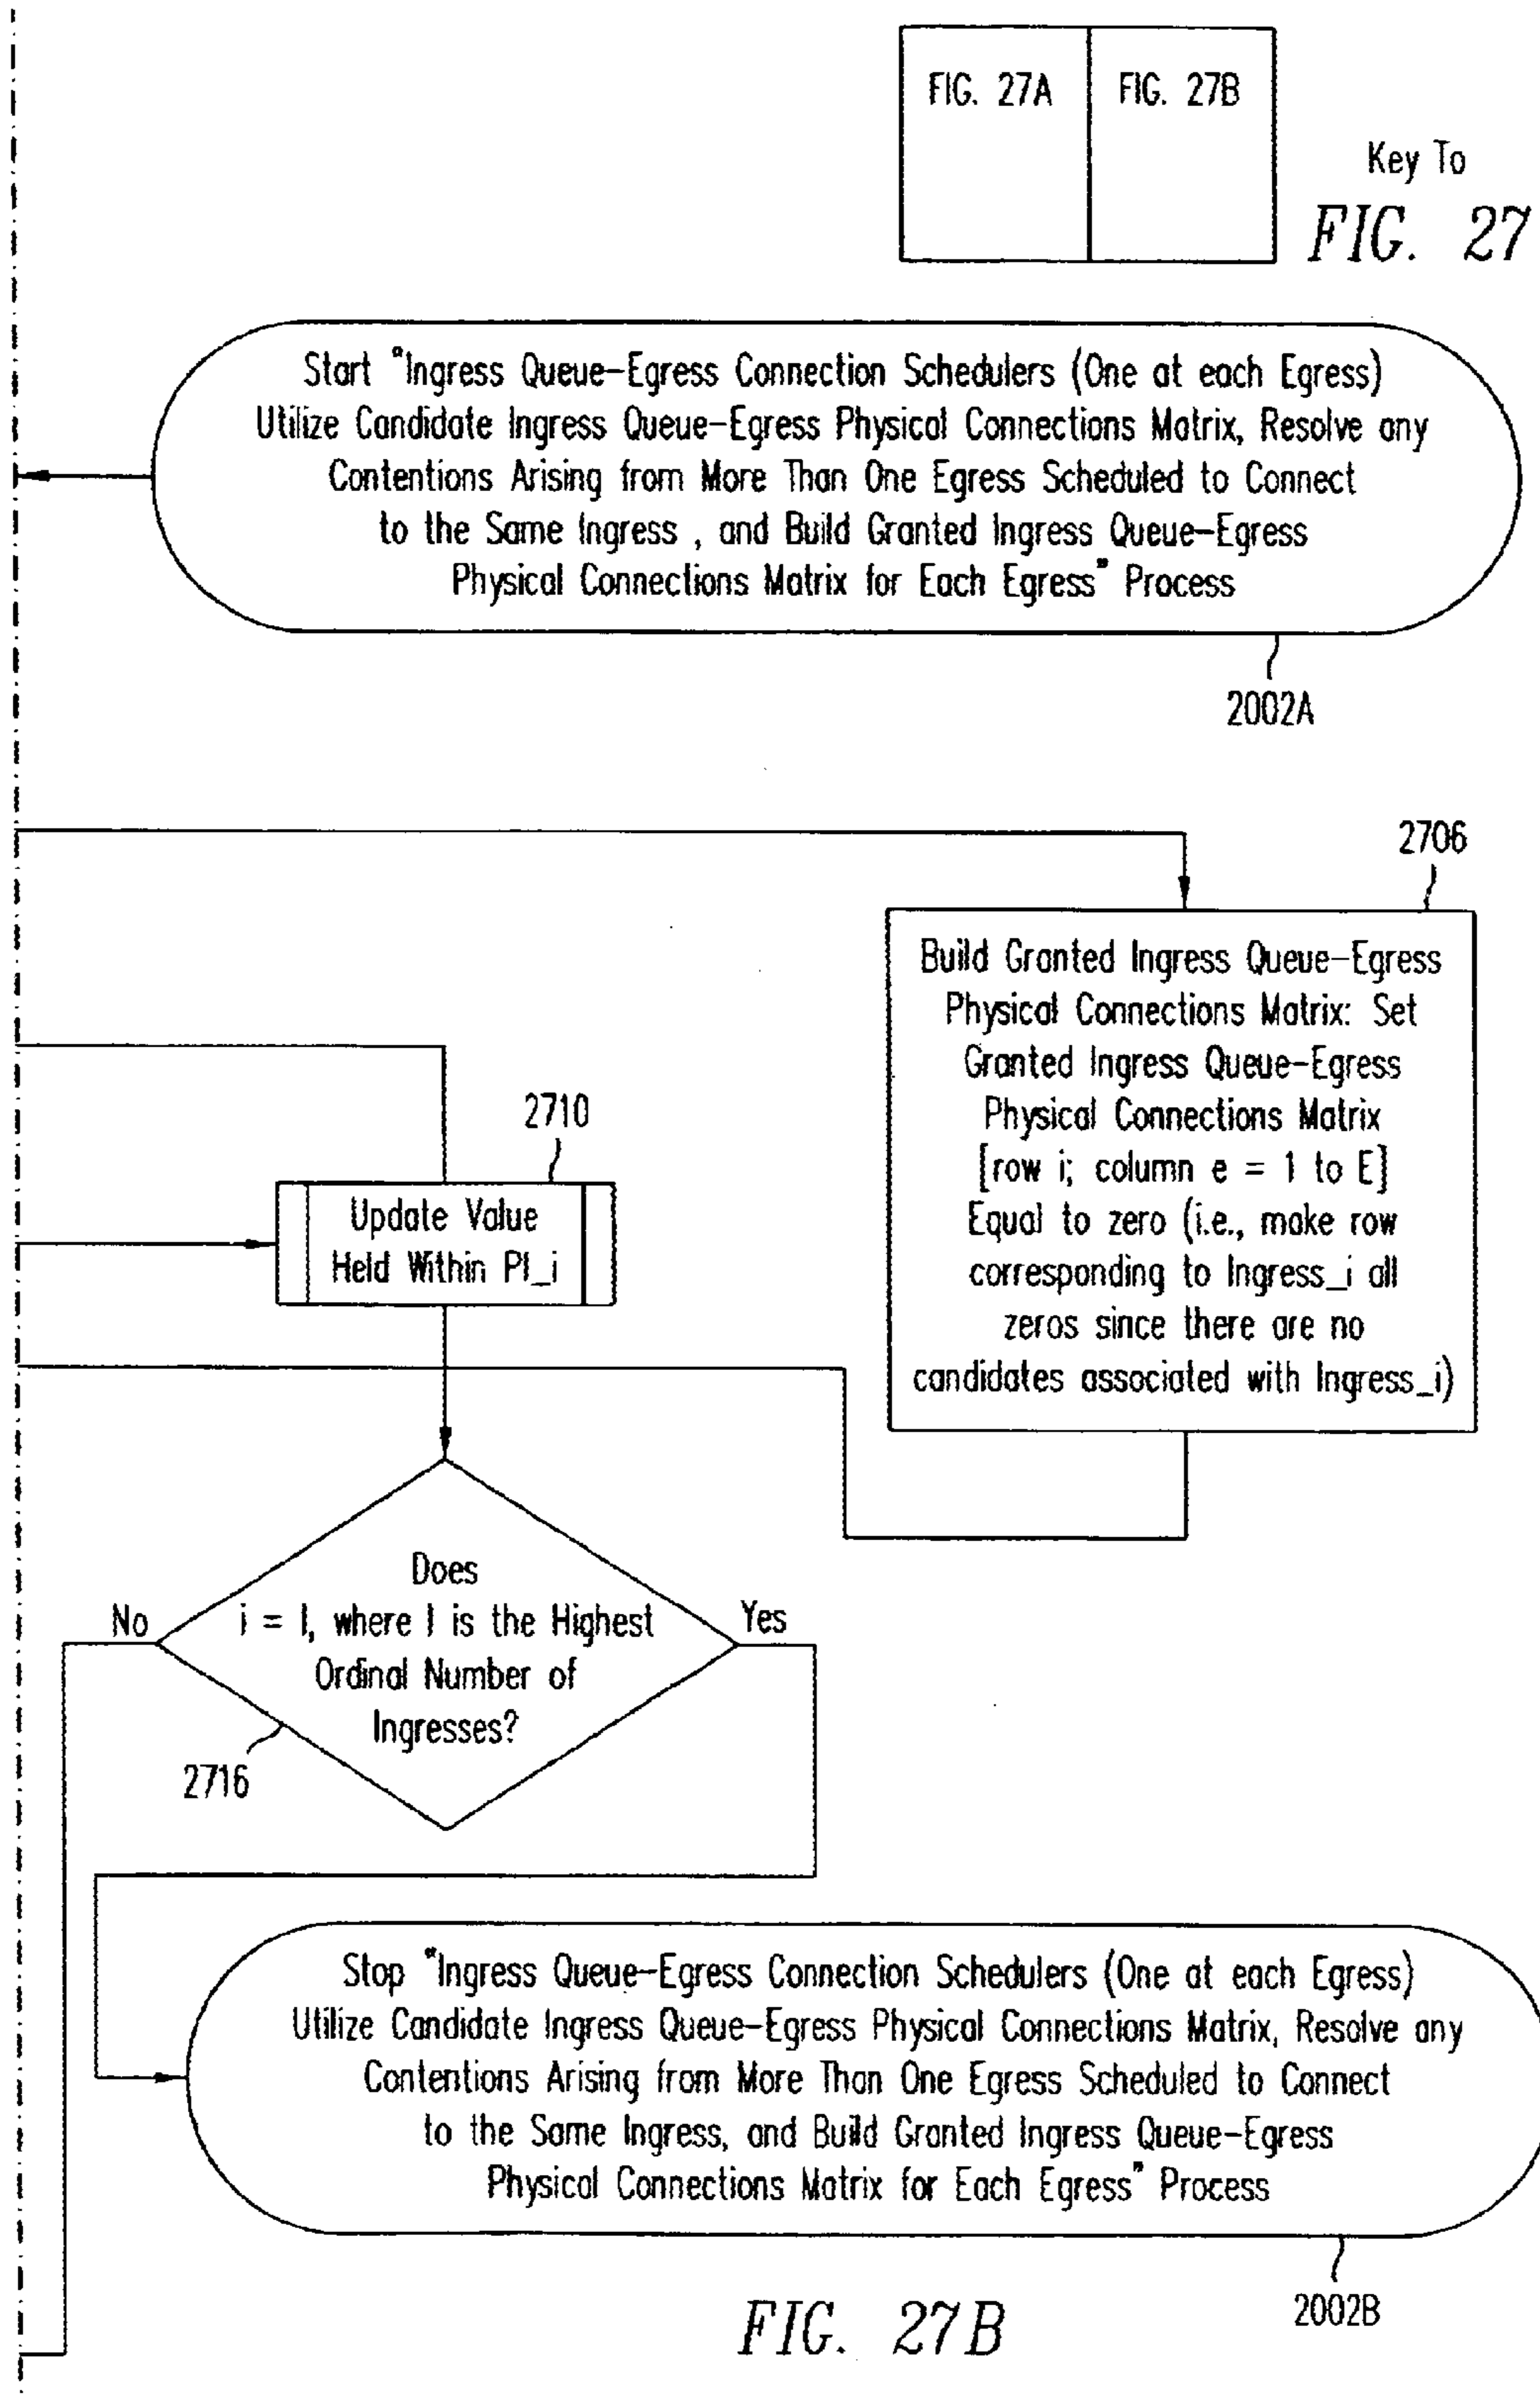 FIG. 27A
FIG. 27B
Key To
FIG. 27
Start "Ingress Queue-Egress Connection Schedulers (One at each Egress)
Utilize Candidate Ingress Queue-Egress Physical Connections Matrix, Resolve any
Contentions Arising from More Than One Egress Scheduled to Connect
to the Same Ingress , and Build Granted Ingress Queue-Egress
Physical Connections Matrix for Each Egress" Process
2002A
2706
Build Granted Ingress Queue-Egress
Physical Connections Matrix: Set
Granted Ingress Queue-Egress
Physical Connections Matrix
[row i; column e = 1 to E]
Equal to zero (i.e., make row
corresponding to Ingress_i all
zeros since there are no
candidates associated with Ingress_i)
2710
Update Value
Held Within PI_i
Does
i = I, where I is the Highest
Ordinal Number of
Ingresses?
No
Yes
2716
Stop "Ingress Queue-Egress Connection Schedulers (One at each Egress)
Utilize Candidate Ingress Queue-Egress Physical Connections Matrix, Resolve any
Contentions Arising from More Than One Egress Scheduled to Connect
to the Same Ingress, and Build Granted Ingress Queue-Egress
Physical Connections Matrix for Each Egress" Process
2002B
FIG. 27B